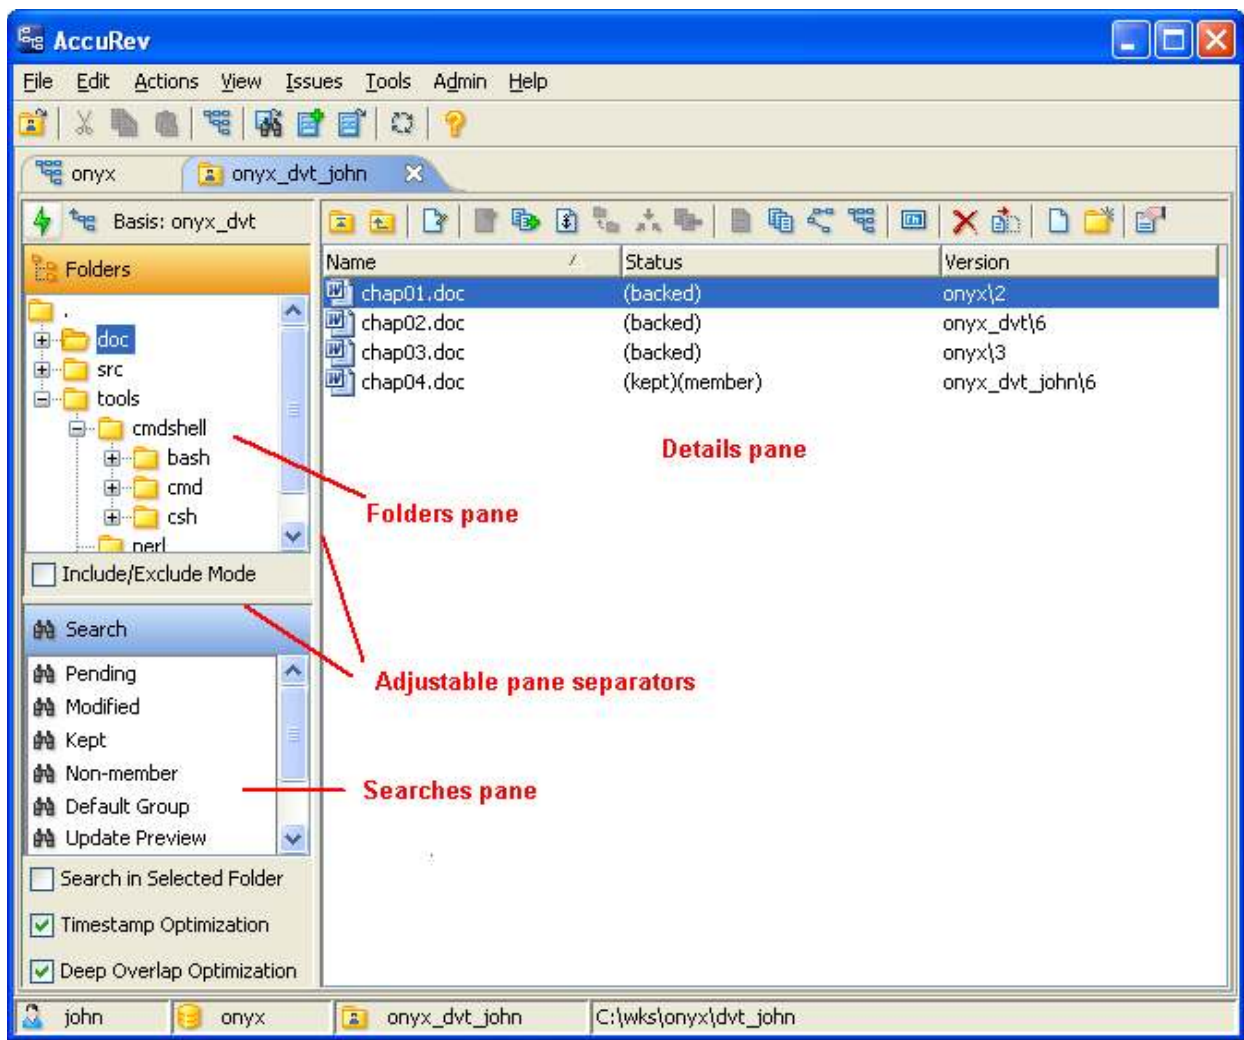 AccuRev
File Edit Actions View Issues Tools Admin Help
onyx onyx_dvt_john
Basis: onyx_dvt
Folders
.
doc
src
tools
cmdshell
bash
cmd
csh
perl
Include/Exclude Mode
Search
Pending
Modified
Kept
Non-member
Default Group
Update Preview
Search in Selected Folder
Timestamp Optimization
Deep Overlap Optimization
Name / Status Version
chap01.doc (backed) onyx\2
chap02.doc (backed) onyx_dvt\6
chap03.doc (backed) onyx\3
chap04.doc (kept)(member) onyx_dvt_john\6
Details pane
Folders pane
Adjustable pane separators
Searches pane
john onyx onyx_dvt_john C:\wks\onyx\dvt_john